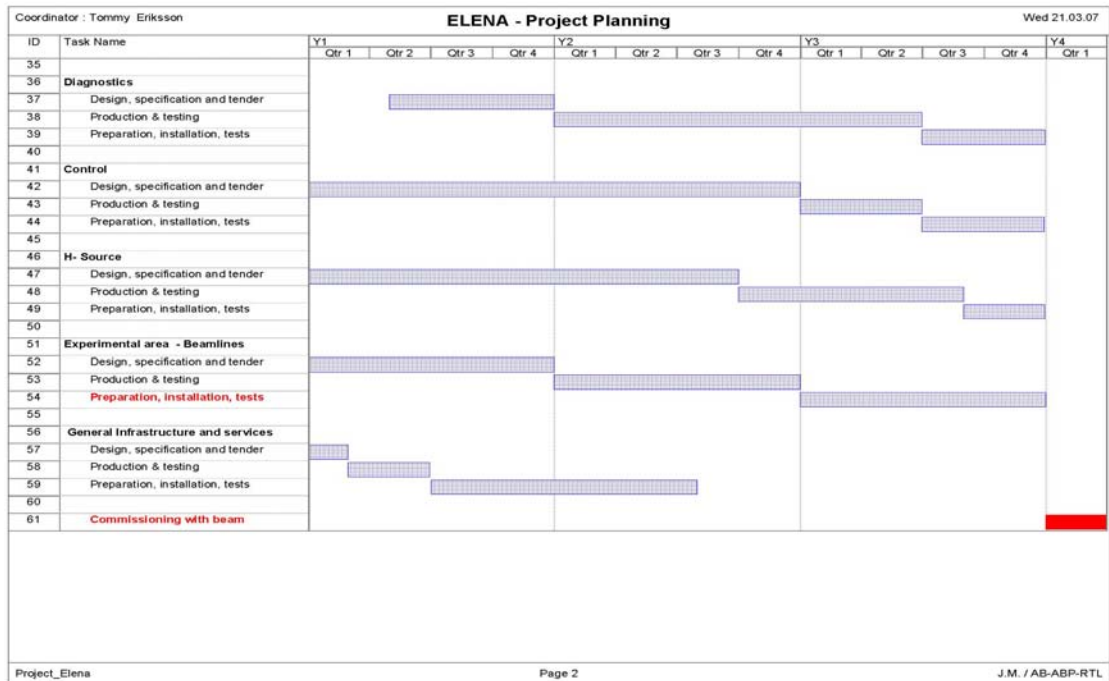 Coordinator : Tommy Eriksson ELENA - Project Planning Wed 21.03.07
ID Task Name Y1 Y2 Y3 Y4
Qtr 1 Qtr 2 Qtr 3 Qtr 4 Qtr 1 Qtr 2 Qtr 3 Qtr 4 Qtr 1 Qtr 2 Qtr 3 Qtr 4 Qtr 1
35
36 Diagnostics
37 Design, specification and tender
38 Production & testing
39 Preparation, installation, tests
40
41 Control
42 Design, specification and tender
43 Production & testing
44 Preparation, installation, tests
45
46 H- Source
47 Design, specification and tender
48 Production & testing
49 Preparation, installation, tests
50
51 Experimental area - Beamlines
52 Design, specification and tender
53 Production & testing
54 Preparation, installation, tests
55
56 General Infrastructure and services
57 Design, specification and tender
58 Production & testing
59 Preparation, installation, tests
60
61 Commissioning with beam
Project_Elena Page 2 J.M. / AB-ABP-RTL